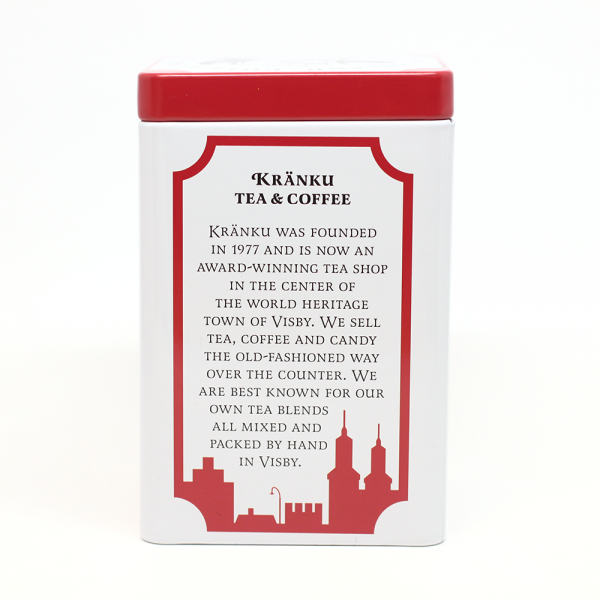 KRÄNKU
TEA & COFFEE
KRÄNKU WAS FOUNDED
IN 1977 AND IS NOW AN
AWARD-WINNING TEA SHOP
IN THE CENTER OF
THE WORLD HERITAGE
TOWN OF VISBY. WE SELL
TEA, COFFEE AND CANDY
THE OLD-FASHIONED WAY
OVER THE COUNTER. WE
ARE BEST KNOWN FOR OUR
OWN TEA BLENDS
ALL MIXED AND
PACKED BY HAND
IN VISBY.